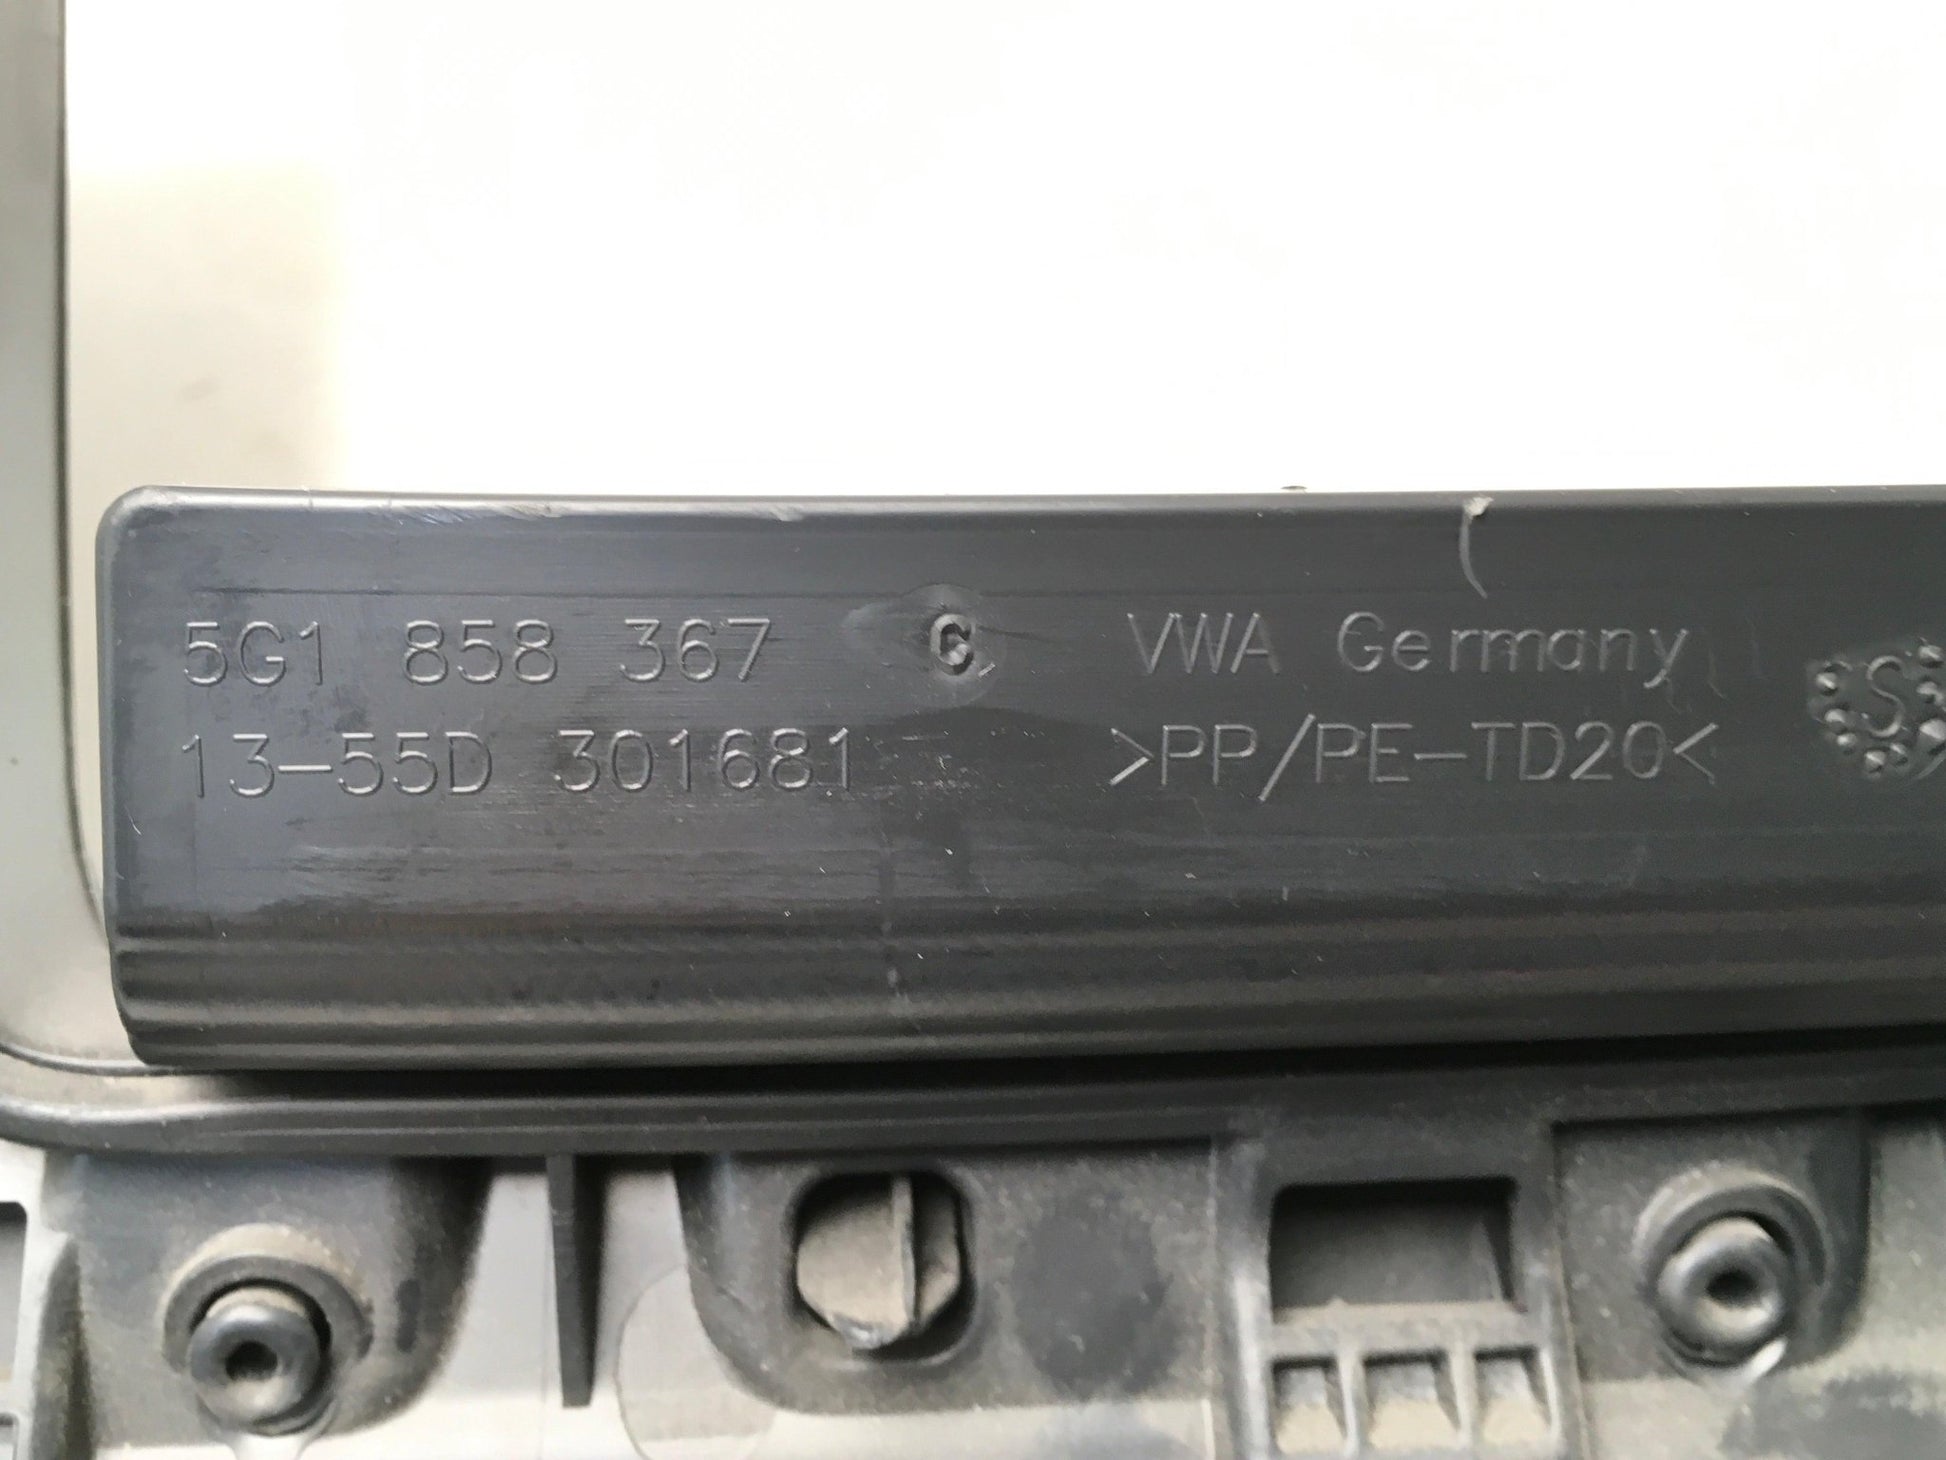 5G1 858 367 C VWA Germany S
13-55D 301681 >PP/PE-TD20<